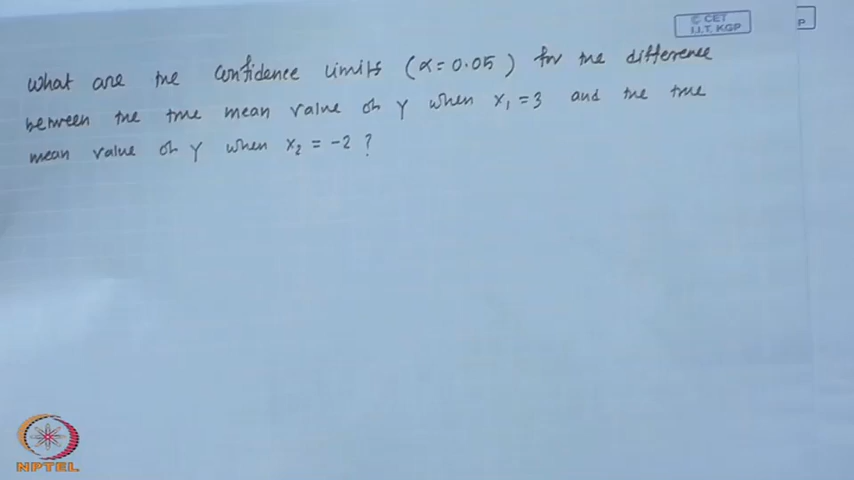 © CET
I.I.T. KGP
P
What are the confidence limits (α = 0.05) for the difference
between the true mean value of Y when x₁ = 3 and the true
mean value of Y when x₂ = -2 ?
NPTEL